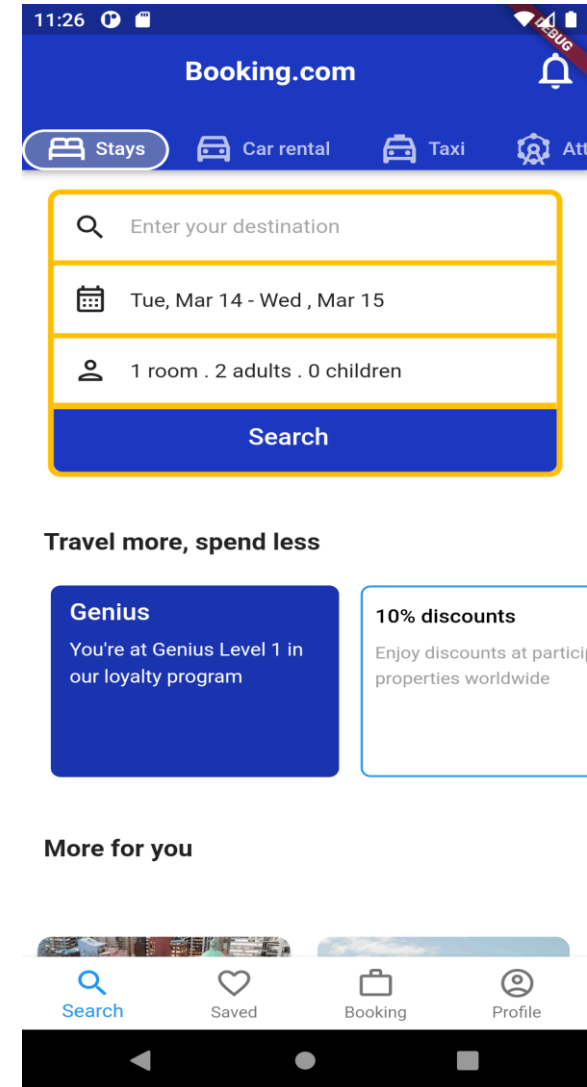 11:26
DEBUG
Booking.com
Stays
Car rental
Taxi
Att
Enter your destination
Tue, Mar 14 - Wed , Mar 15
1 room . 2 adults . 0 children
Search
Travel more, spend less
Genius
You're at Genius Level 1 in
our loyalty program
10% discounts
Enjoy discounts at particip
properties worldwide
More for you
Search
Saved
Booking
Profile